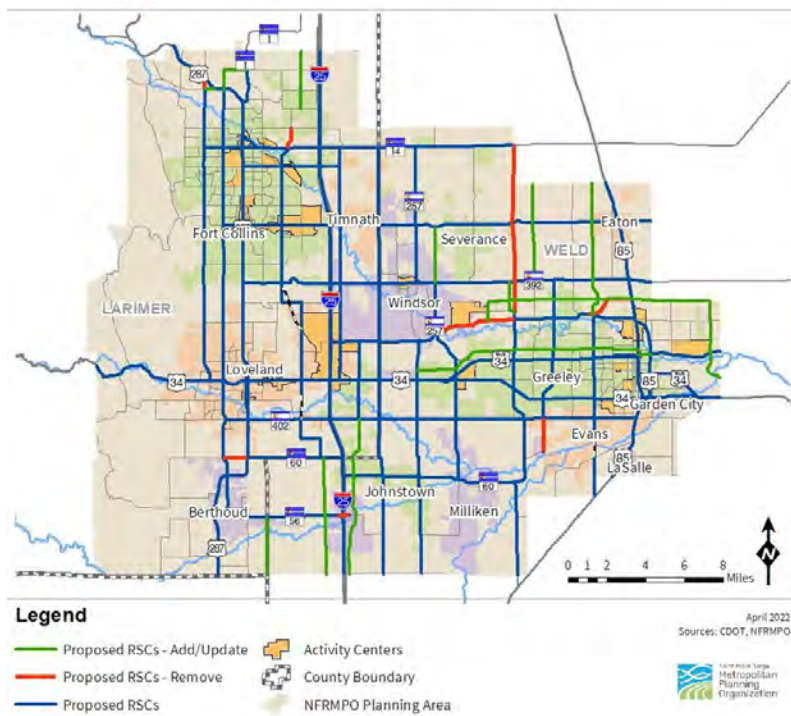 1
1
287
25
14
257
Timnath
Fort Collins
Severance
Eaton
85
WELD
LARIMER
392
25
Windsor
257
34
Loveland
34
34
Greeley
85
34
34
Garden City
402
Evans
60
85
LaSalle
Johnstown
60
Berthoud
25
Milliken
56
287
N
0 1 2 4 6 8
Miles
Legend
Proposed RSCs - Add/Update
Proposed RSCs - Remove
Proposed RSCs
Activity Centers
County Boundary
NFRMPO Planning Area
April 2022
Sources: CDOT, NFRMPO
Metropolitan
Planning
Organization